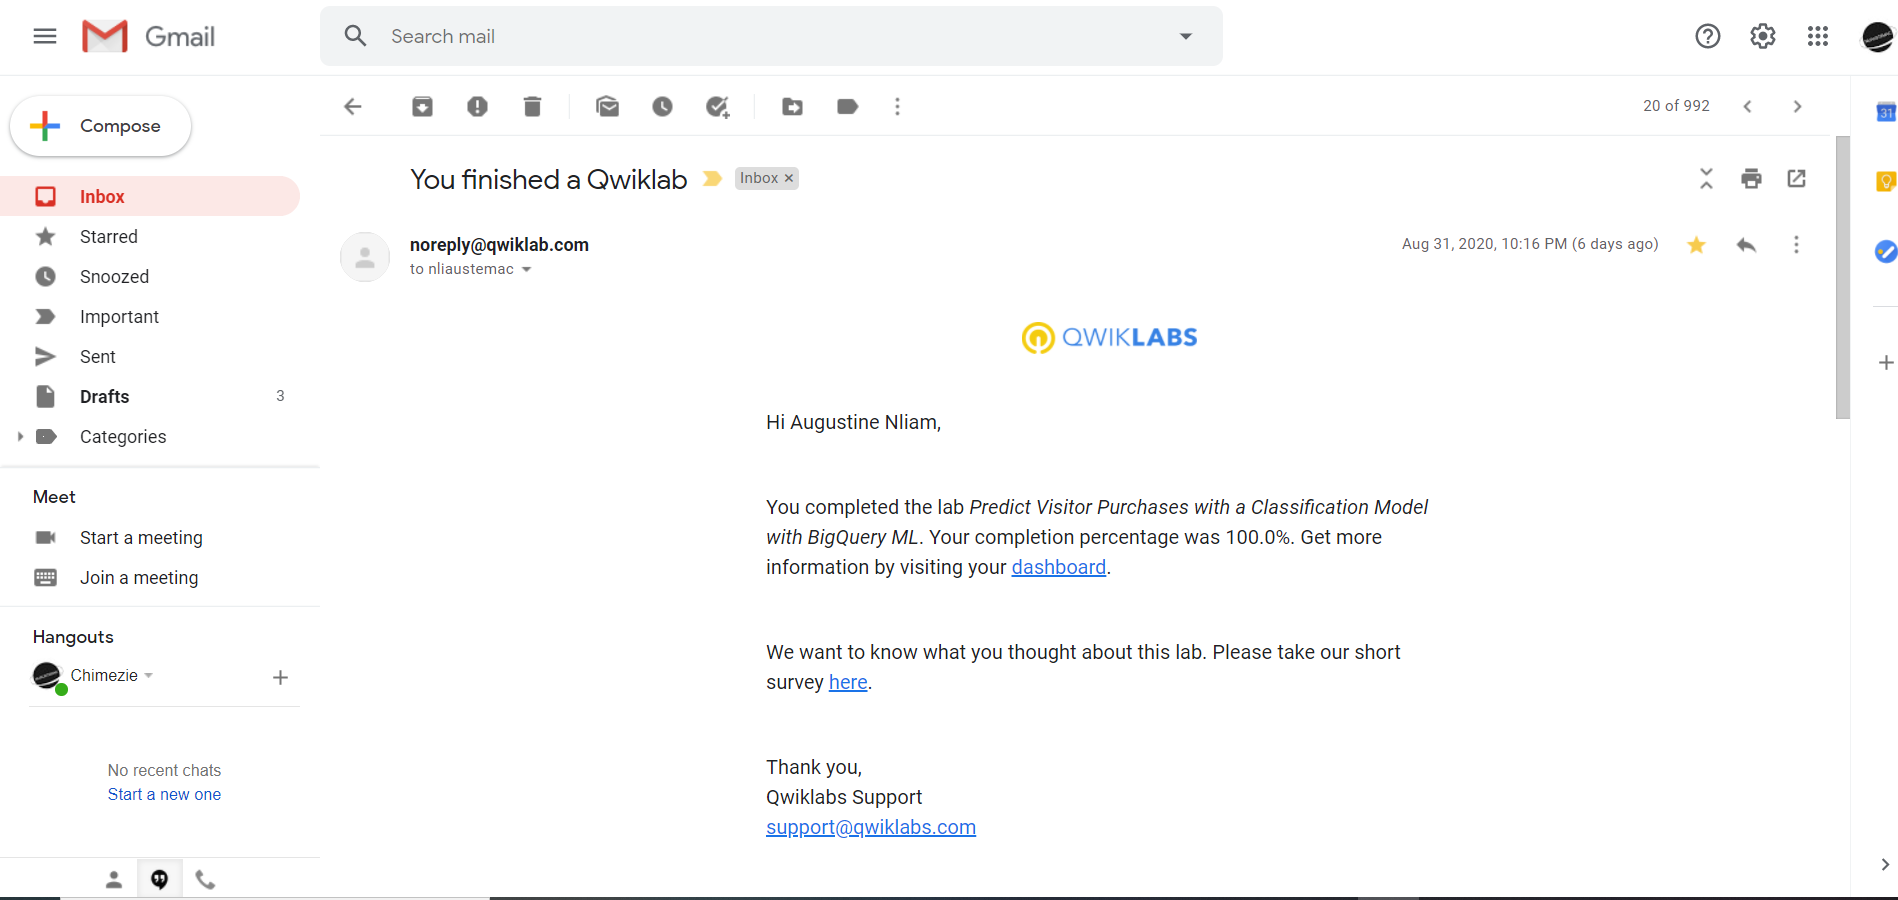 Gmail
Search mail
Compose
20 of 992
31
Inbox
Starred
Snoozed
Important
Sent
Drafts 3
Categories
Meet
Start a meeting
Join a meeting
Hangouts
Chimezie
No recent chats
Start a new one
You finished a Qwiklab Inbox
noreply@qwiklab.com
to nliaustemac
Aug 31, 2020, 10:16 PM (6 days ago)
QWIKLABS
Hi Augustine Nliam,
You completed the lab Predict Visitor Purchases with a Classification Model
with BigQuery ML. Your completion percentage was 100.0%. Get more
information by visiting your dashboard.
We want to know what you thought about this lab. Please take our short
survey here.
Thank you,
Qwiklabs Support
support@qwiklabs.com